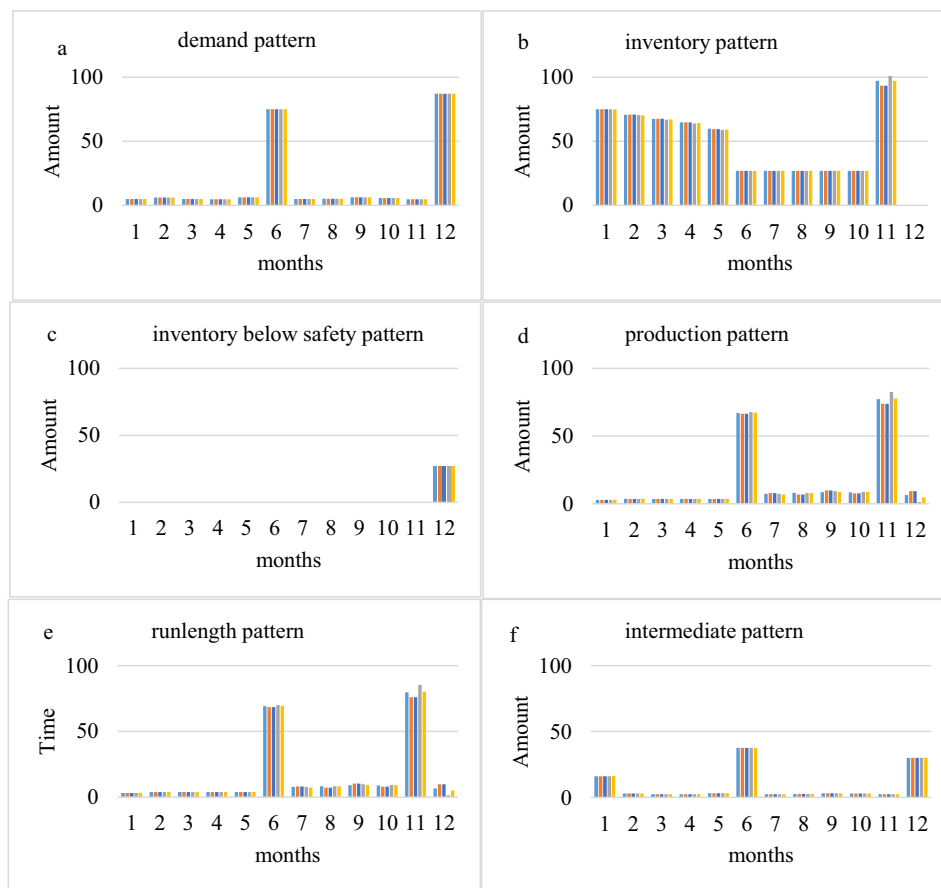 a demand pattern
100
50
0
Amount
1 2 3 4 5 6 7 8 9 10 11 12
months
b inventory pattern
100
50
0
Amount
1 2 3 4 5 6 7 8 9 10 11 12
months
c inventory below safety pattern
100
50
0
Amount
1 2 3 4 5 6 7 8 9 10 11 12
months
d production pattern
100
50
0
1 2 3 4 5 6 7 8 9 10 11 12
months
e runlength pattern
100
50
0
Time
1 2 3 4 5 6 7 8 9 10 11 12
months
f intermediate pattern
100
50
0
Amount
1 2 3 4 5 6 7 8 9 10 11 12
months